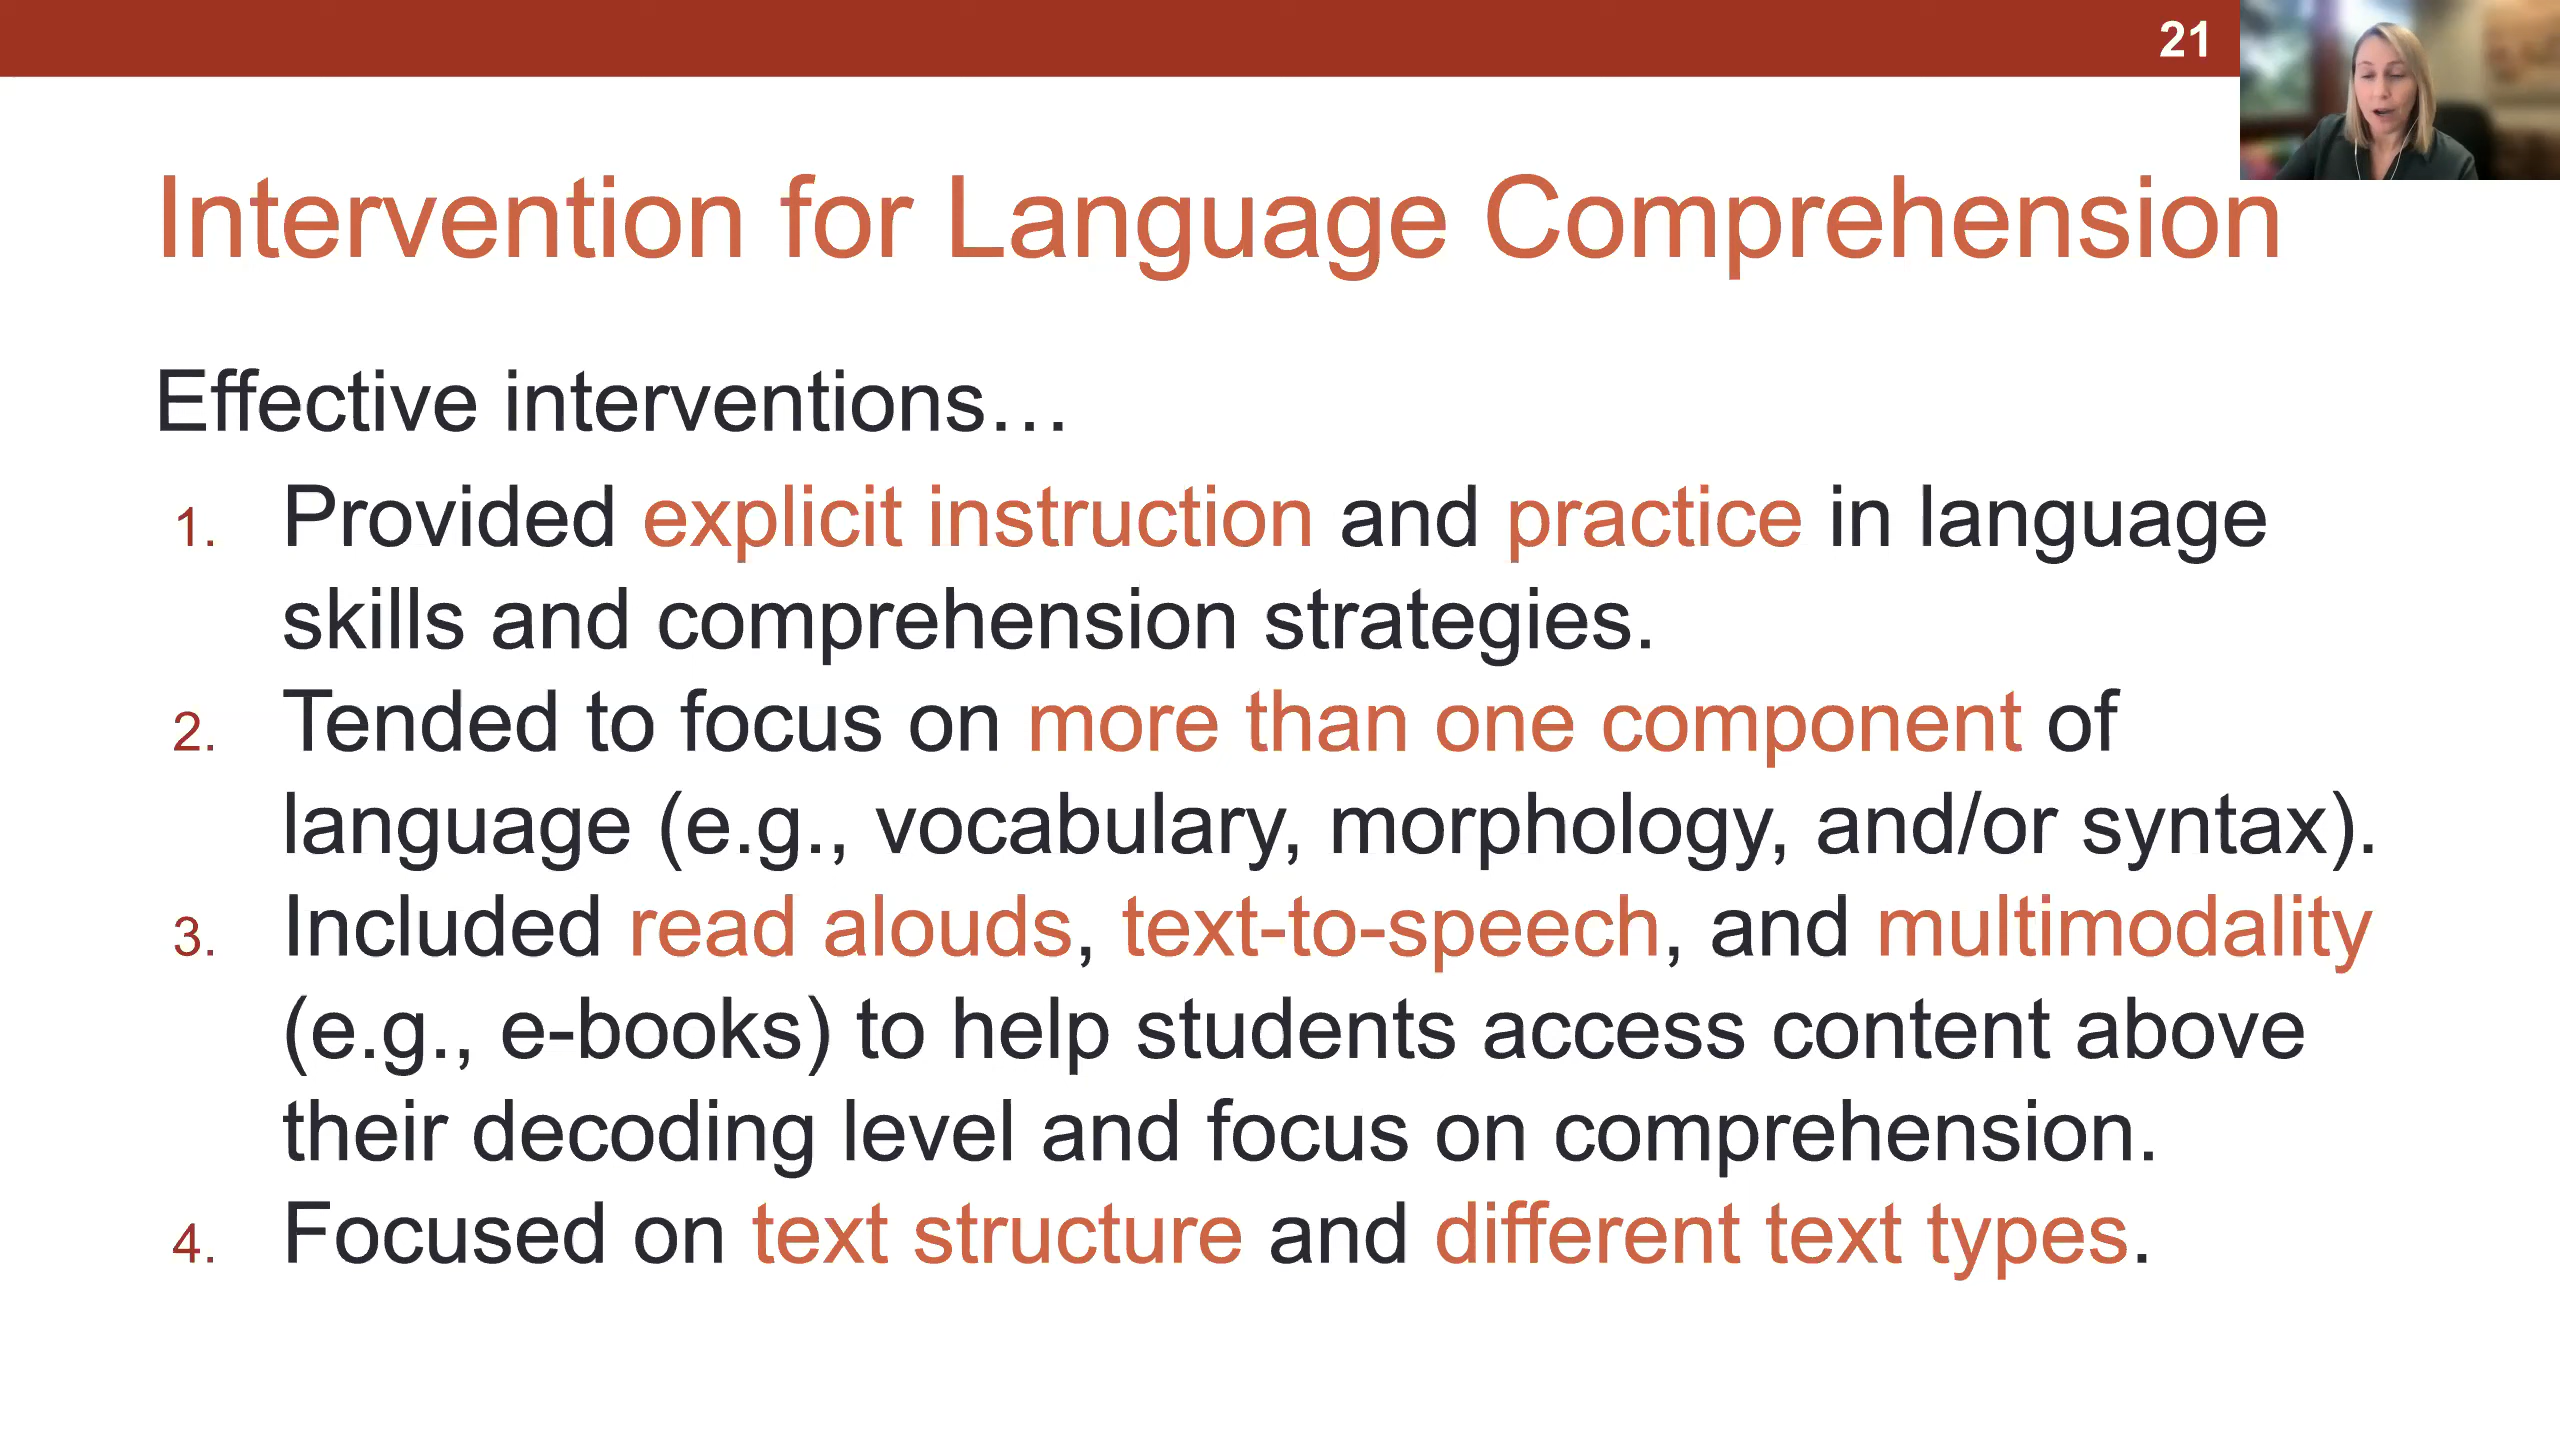 21
Intervention for Language Comprehension
Effective interventions…
1. Provided explicit instruction and practice in language
skills and comprehension strategies.
2. Tended to focus on more than one component of
language (e.g., vocabulary, morphology, and/or syntax).
3. Included read alouds, text-to-speech, and multimodality
(e.g., e-books) to help students access content above
their decoding level and focus on comprehension.
4. Focused on text structure and different text types.